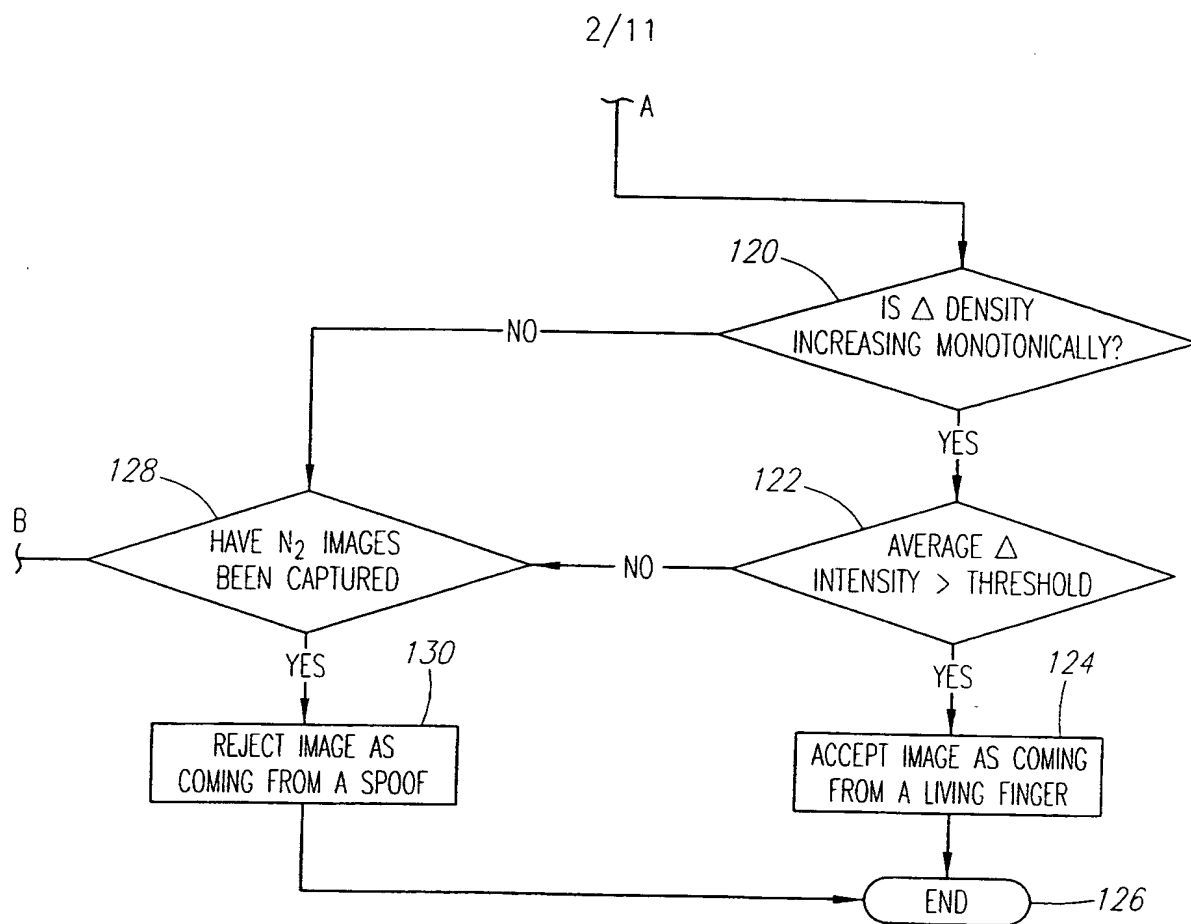 2/11
A
120
IS △ DENSITY
INCREASING MONOTONICALLY?
NO
YES
128
122
B
HAVE N₂ IMAGES
BEEN CAPTURED
NO
AVERAGE △
INTENSITY > THRESHOLD
YES
130
YES
124
REJECT IMAGE AS
COMING FROM A SPOOF
ACCEPT IMAGE AS COMING
FROM A LIVING FINGER
END
126